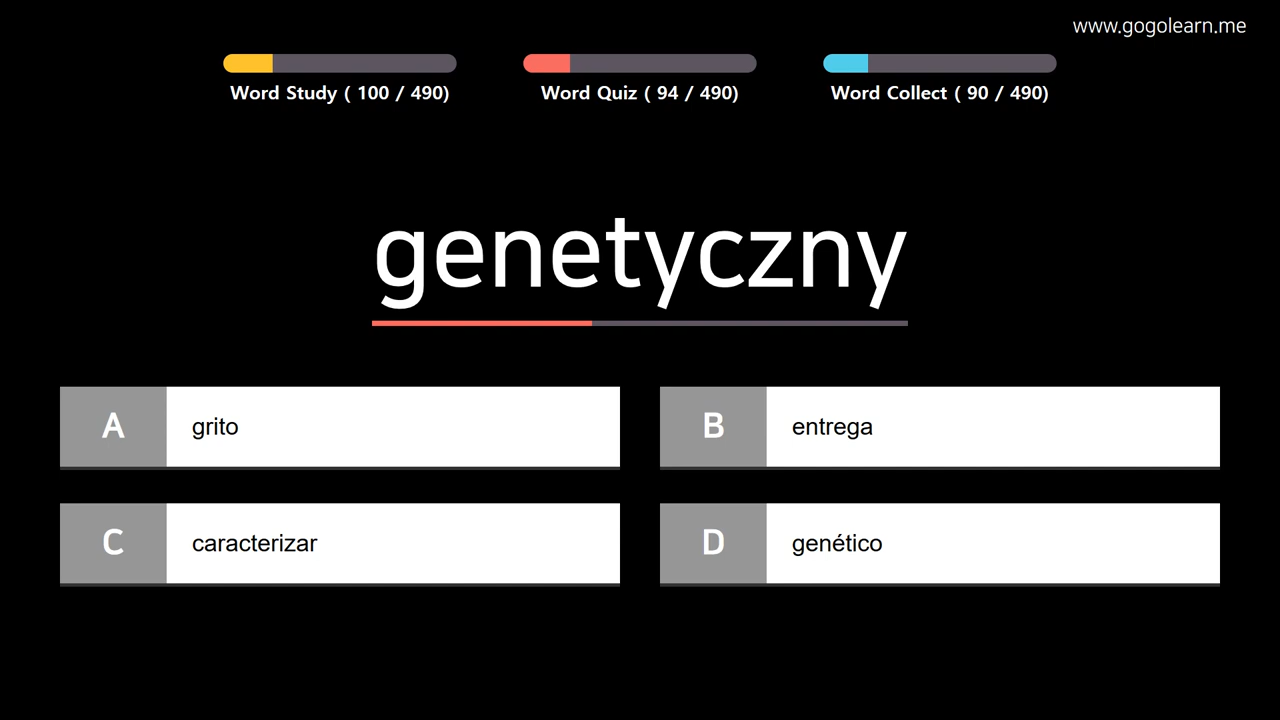 www.gogolearn.me
Word Study ( 100 / 490)
Word Quiz ( 94 / 490)
Word Collect ( 90 / 490)
genetyczny
A grito
B entrega
C caracterizar
D genético